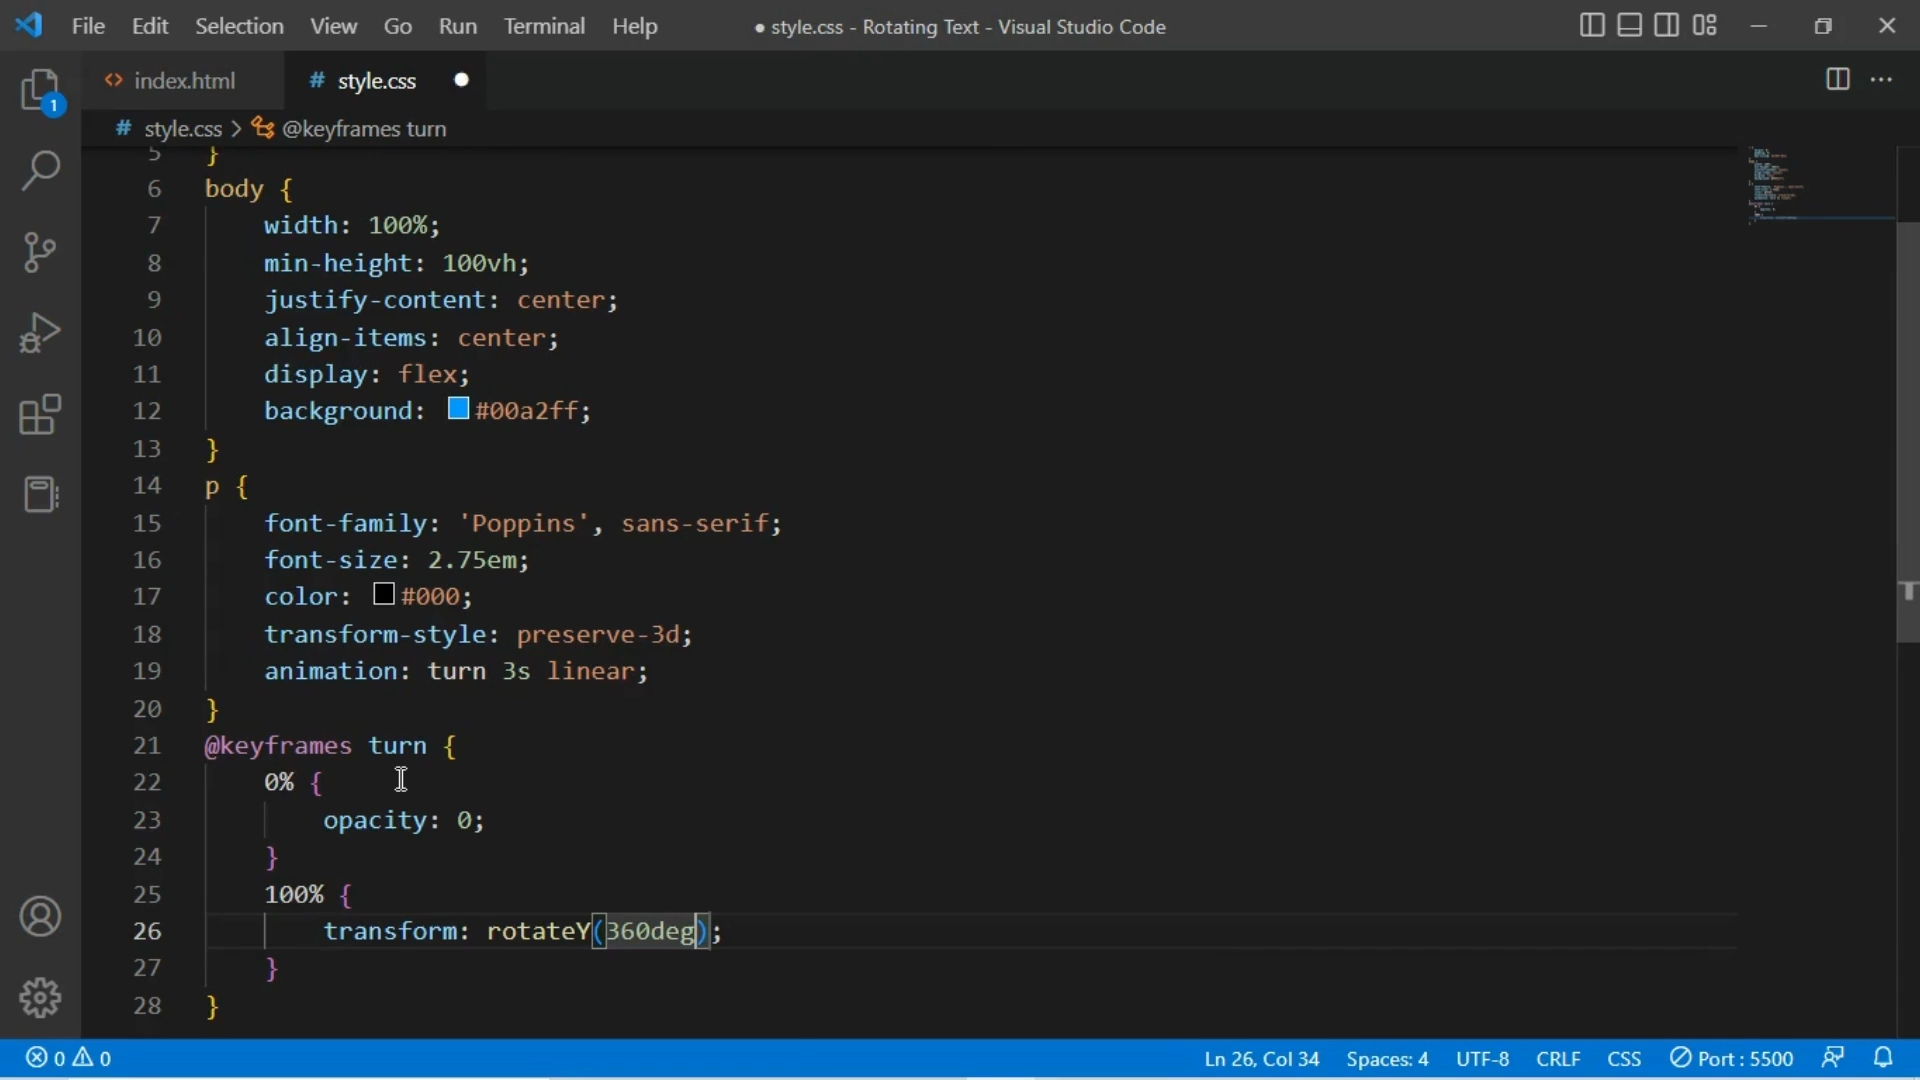 File Edit Selection View Go Run Terminal Help ● style.css - Rotating Text - Visual Studio Code
<> index.html # style.css ●
# style.css > @keyframes turn
1
5 }
6 body {
7 width: 100%;
8 min-height: 100vh;
9 justify-content: center;
10 align-items: center;
11 display: flex;
12 background: #00a2ff;
13 }
14 p {
15 font-family: 'Poppins', sans-serif;
16 font-size: 2.75em;
17 color: #000;
18 transform-style: preserve-3d;
19 animation: turn 3s linear;
20 }
21 @keyframes turn {
22 0% {
23 opacity: 0;
24 }
25 100% {
26 transform: rotateY(360deg);
27 }
28 }
0 0 Ln 26, Col 34 Spaces: 4 UTF-8 CRLF CSS Port : 5500